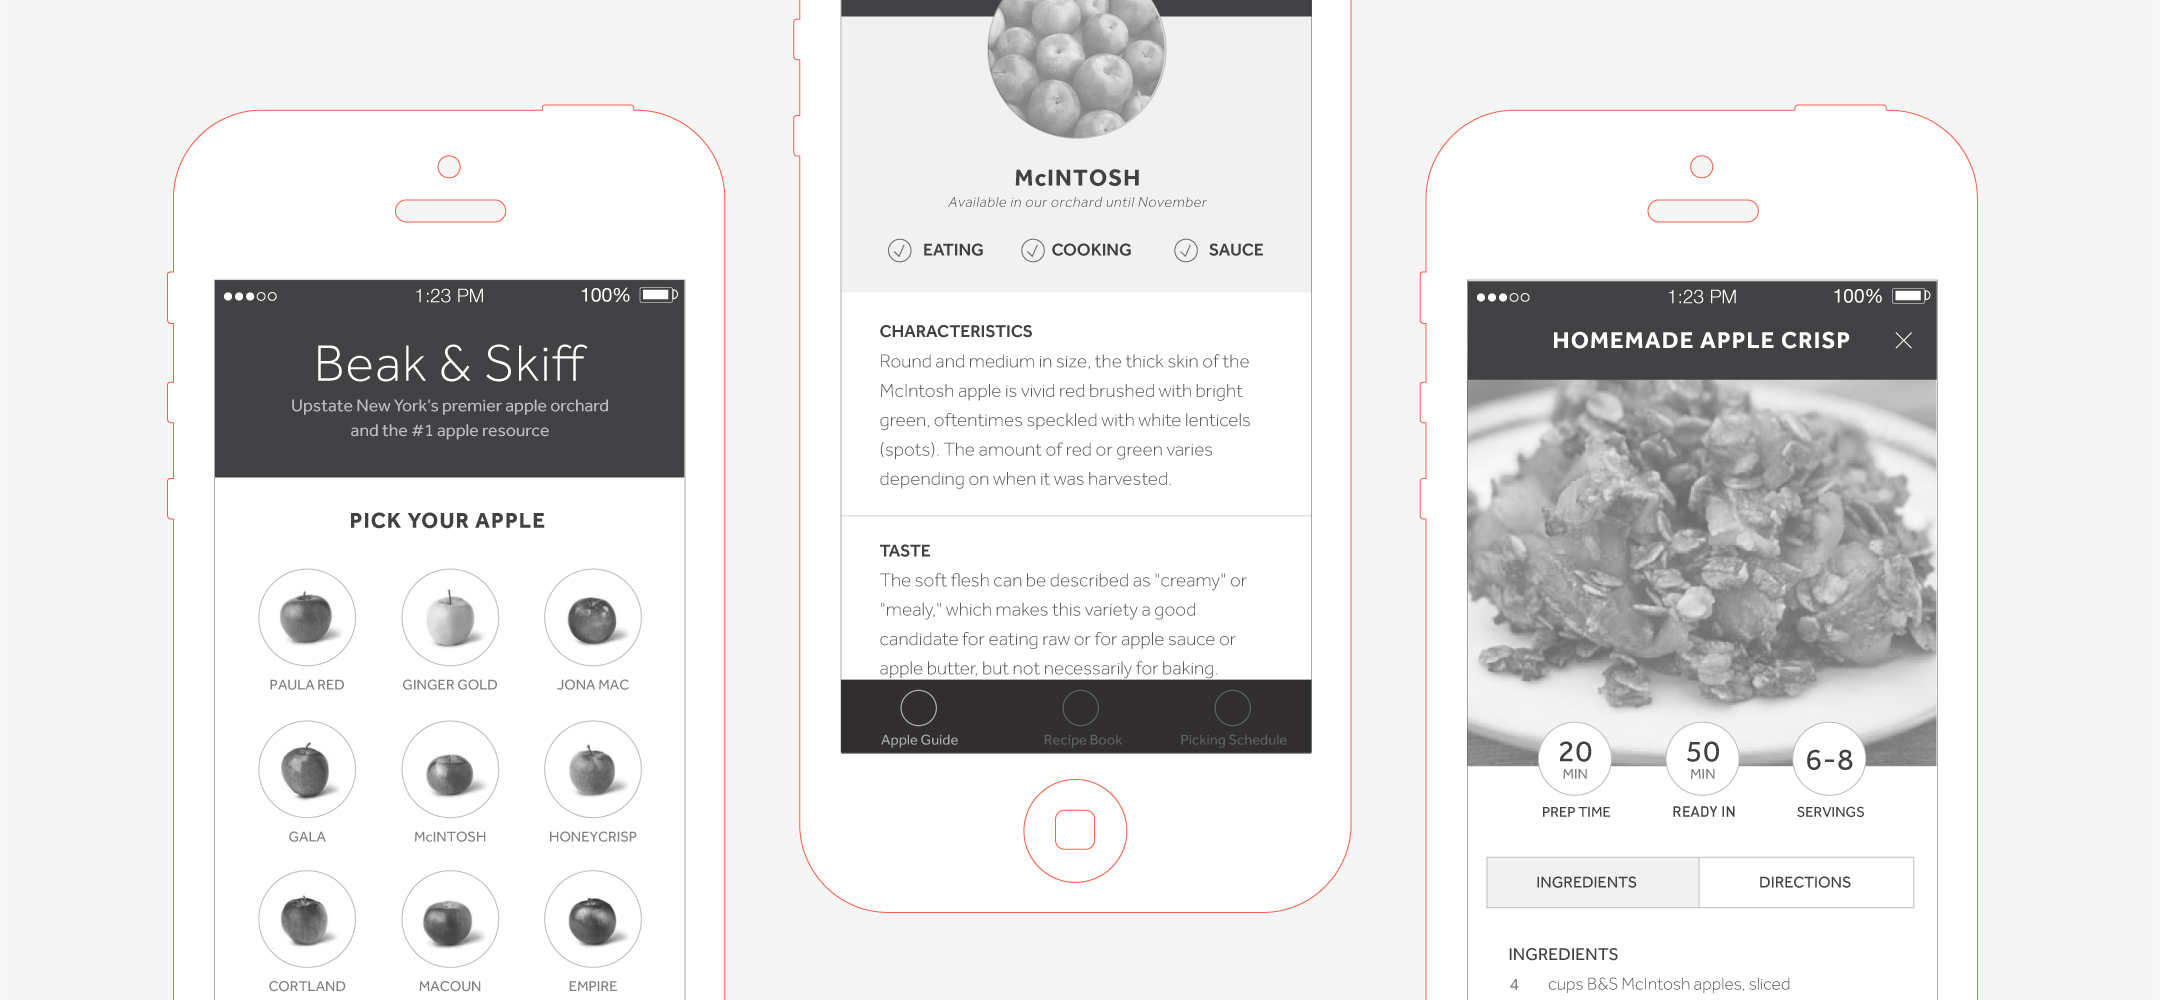 1:23 PM
100%
Beak & Skiff
Upstate New York's premier apple orchard
and the #1 apple resource
PICK YOUR APPLE
PAULA RED
GINGER GOLD
JONA MAC
GALA
McINTOSH
HONEYCRISP
CORTLAND
MACOUN
EMPIRE
McINTOSH
Available in our orchard until November
EATING
COOKING
SAUCE
CHARACTERISTICS
Round and medium in size, the thick skin of the
McIntosh apple is vivid red brushed with bright
green, oftentimes speckled with white lenticels
(spots). The amount of red or green varies
depending on when it was harvested.
TASTE
The soft flesh can be described as "creamy" or
"mealy," which makes this variety a good
candidate for eating raw or for apple sauce or
apple butter, but not necessarily for baking.
Apple Guide
Recipe Book
Picking Schedule
1:23 PM
100%
HOMEMADE APPLE CRISP
20
MIN
PREP TIME
50
MIN
READY IN
6-8
SERVINGS
INGREDIENTS
DIRECTIONS
INGREDIENTS
4 cups B&S McIntosh apples, sliced